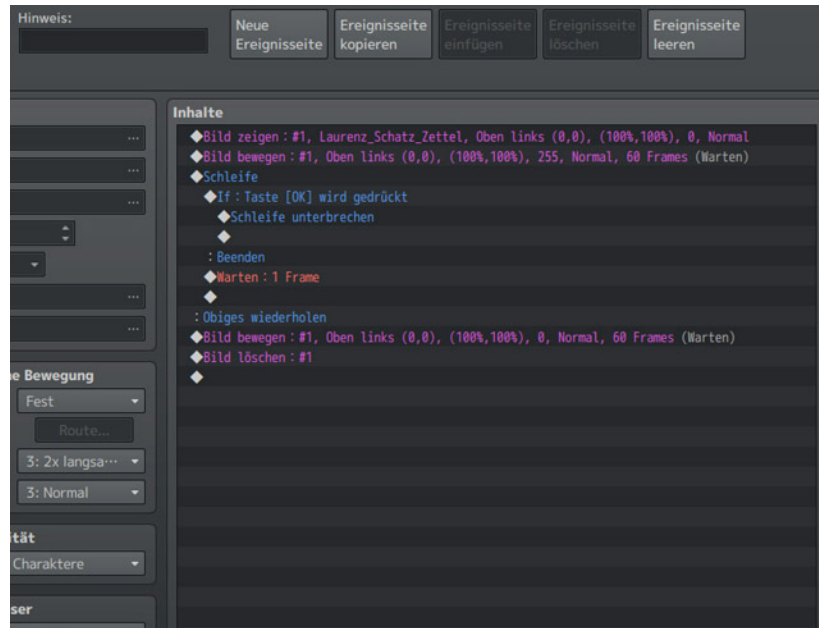 Hinweis:
Neue Ereignisseite
Ereignisseite kopieren
Ereignisseite einfügen
Ereignisseite löschen
Ereignisseite leeren
Inhalte
◆Bild zeigen：#1, Laurenz_Schatz_Zettel, Oben links (0,0), (100%,100%), 0, Normal
◆Bild bewegen：#1, Oben links (0,0), (100%,100%), 255, Normal, 60 Frames (Warten)
◆Schleife
◆If：Taste [OK] wird gedrückt
◆Schleife unterbrechen
◆
：Beenden
◆Warten：1 Frame
◆
：Obiges wiederholen
◆Bild bewegen：#1, Oben links (0,0), (100%,100%), 0, Normal, 60 Frames (Warten)
◆Bild löschen：#1
◆
ne Bewegung
Fest
Route...
3: 2x langsa…
3: Normal
ität
Charaktere
ser